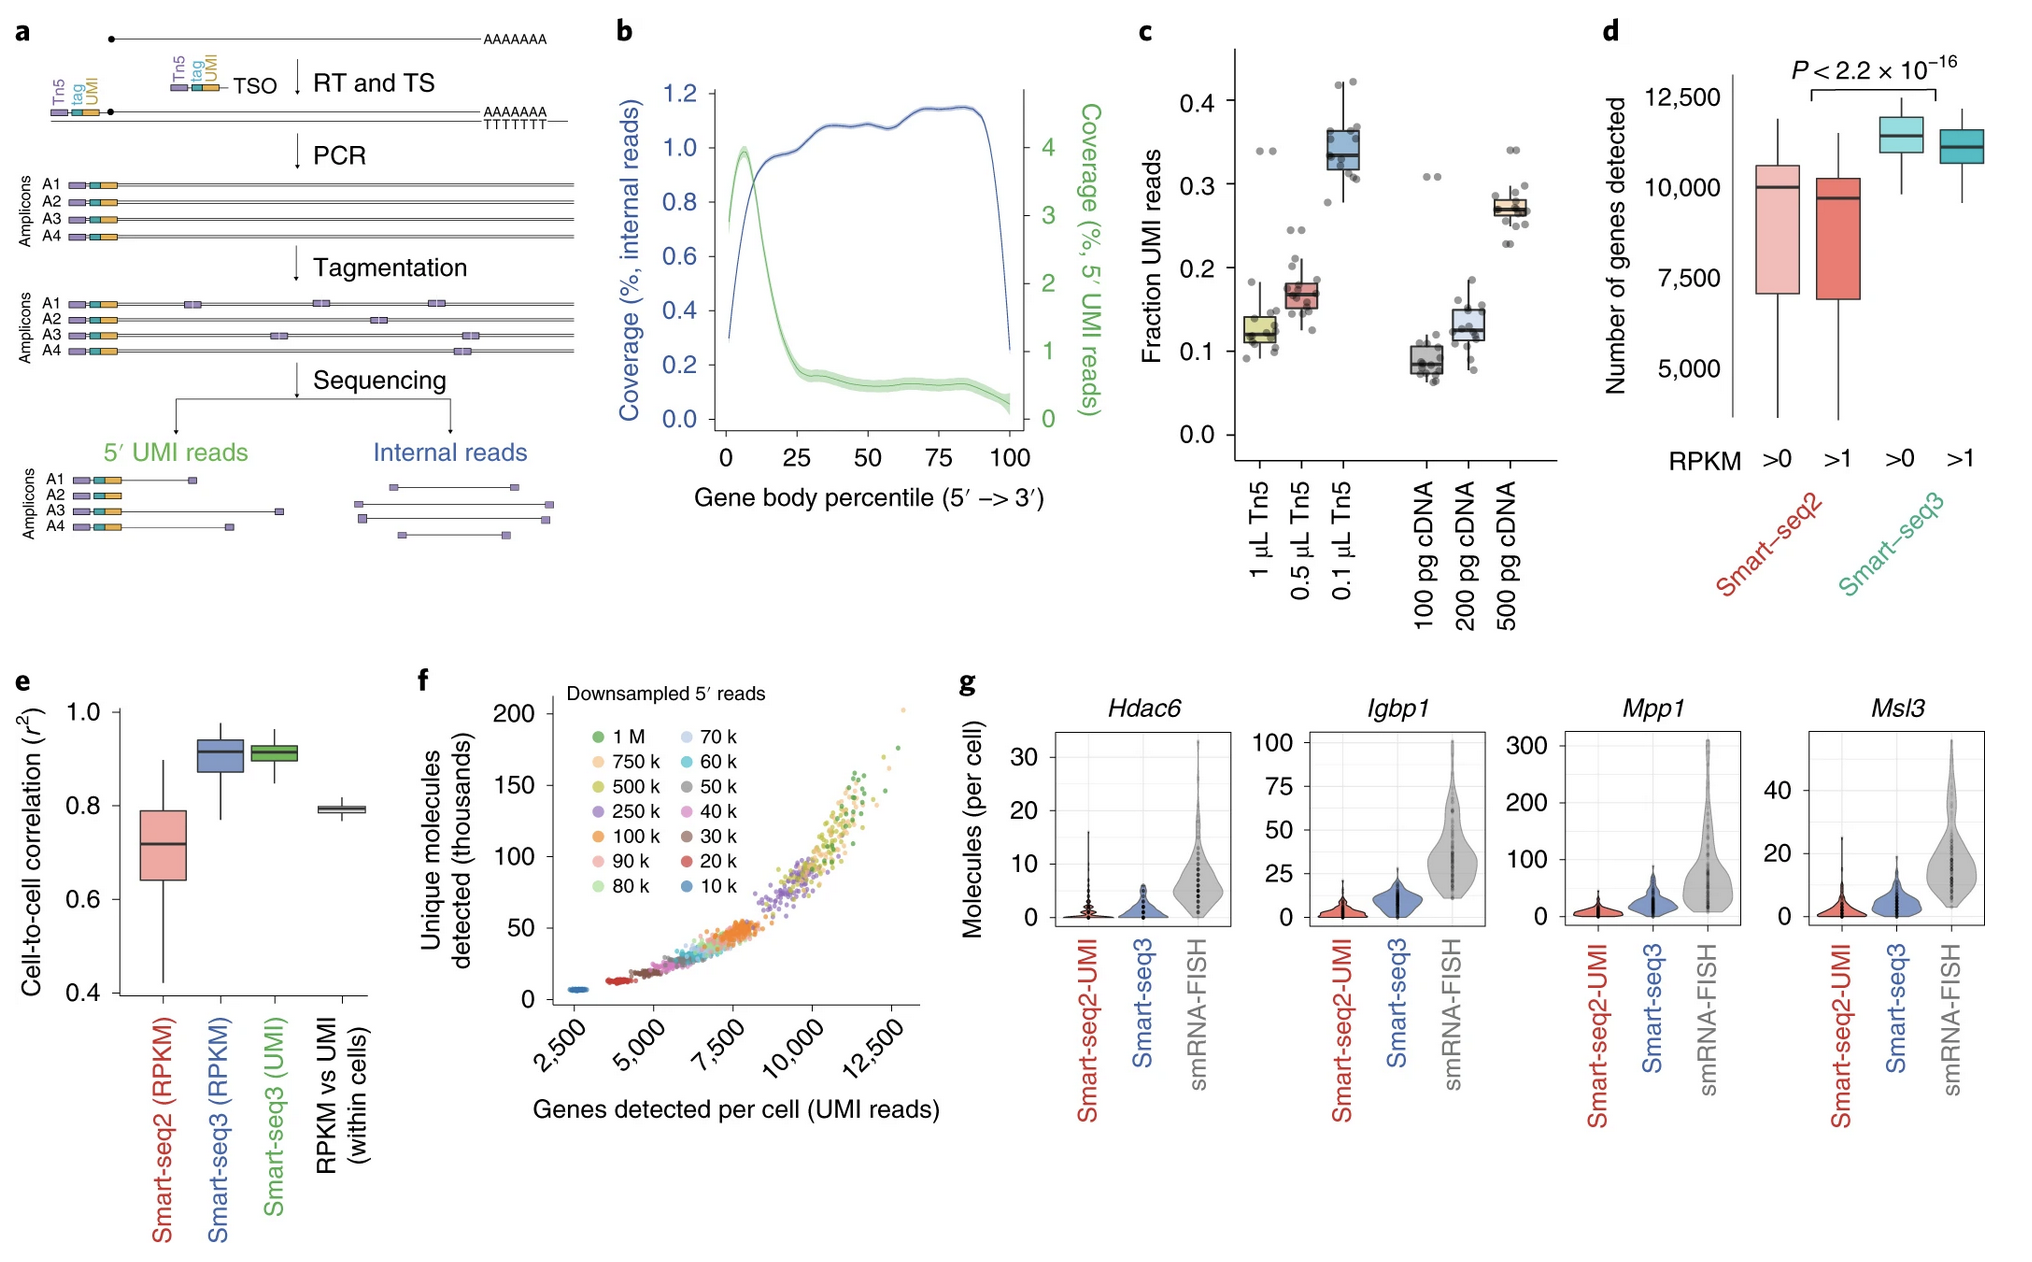 a
AAAAAAA
Tn5
tag
UMI
TSO
RT and TS
Tn5
tag
UMI
AAAAAAA
TTTTTTT
PCR
Amplicons
A1
A2
A3
A4
Tagmentation
Amplicons
A1
A2
A3
A4
Sequencing
5′ UMI reads
Internal reads
Amplicons
A1
A2
A3
A4
b
Coverage (%, internal reads)
1.2
1.0
0.8
0.6
0.4
0.2
0.0
Coverage (%, 5′ UMI reads)
4
3
2
1
0
0 25 50 75 100
Gene body percentile (5′ –> 3′)
c
Fraction UMI reads
0.4
0.3
0.2
0.1
0.0
1 μL Tn5
0.5 μL Tn5
0.1 μL Tn5
100 pg cDNA
200 pg cDNA
500 pg cDNA
d
P < 2.2 × 10⁻¹⁶
Number of genes detected
12,500
10,000
7,500
5,000
RPKM >0 >1 >0 >1
Smart–seq2
Smart–seq3
e
Cell-to-cell correlation (r²)
1.0
0.8
0.6
0.4
Smart-seq2 (RPKM)
Smart-seq3 (RPKM)
Smart-seq3 (UMI)
RPKM vs UMI
(within cells)
f
Downsampled 5′ reads
1 M
750 k
500 k
250 k
100 k
90 k
80 k
70 k
60 k
50 k
40 k
30 k
20 k
10 k
Unique molecules
detected (thousands)
200
150
100
50
0
2,500
5,000
7,500
10,000
12,500
Genes detected per cell (UMI reads)
g
Molecules (per cell)
Hdac6
30
20
10
0
Smart-seq2-UMI
Smart-seq3
smRNA-FISH
Igbp1
100
75
50
25
0
Smart-seq2-UMI
Smart-seq3
smRNA-FISH
Mpp1
300
200
100
0
Smart-seq2-UMI
Smart-seq3
smRNA-FISH
Msl3
40
20
0
Smart-seq2-UMI
Smart-seq3
smRNA-FISH